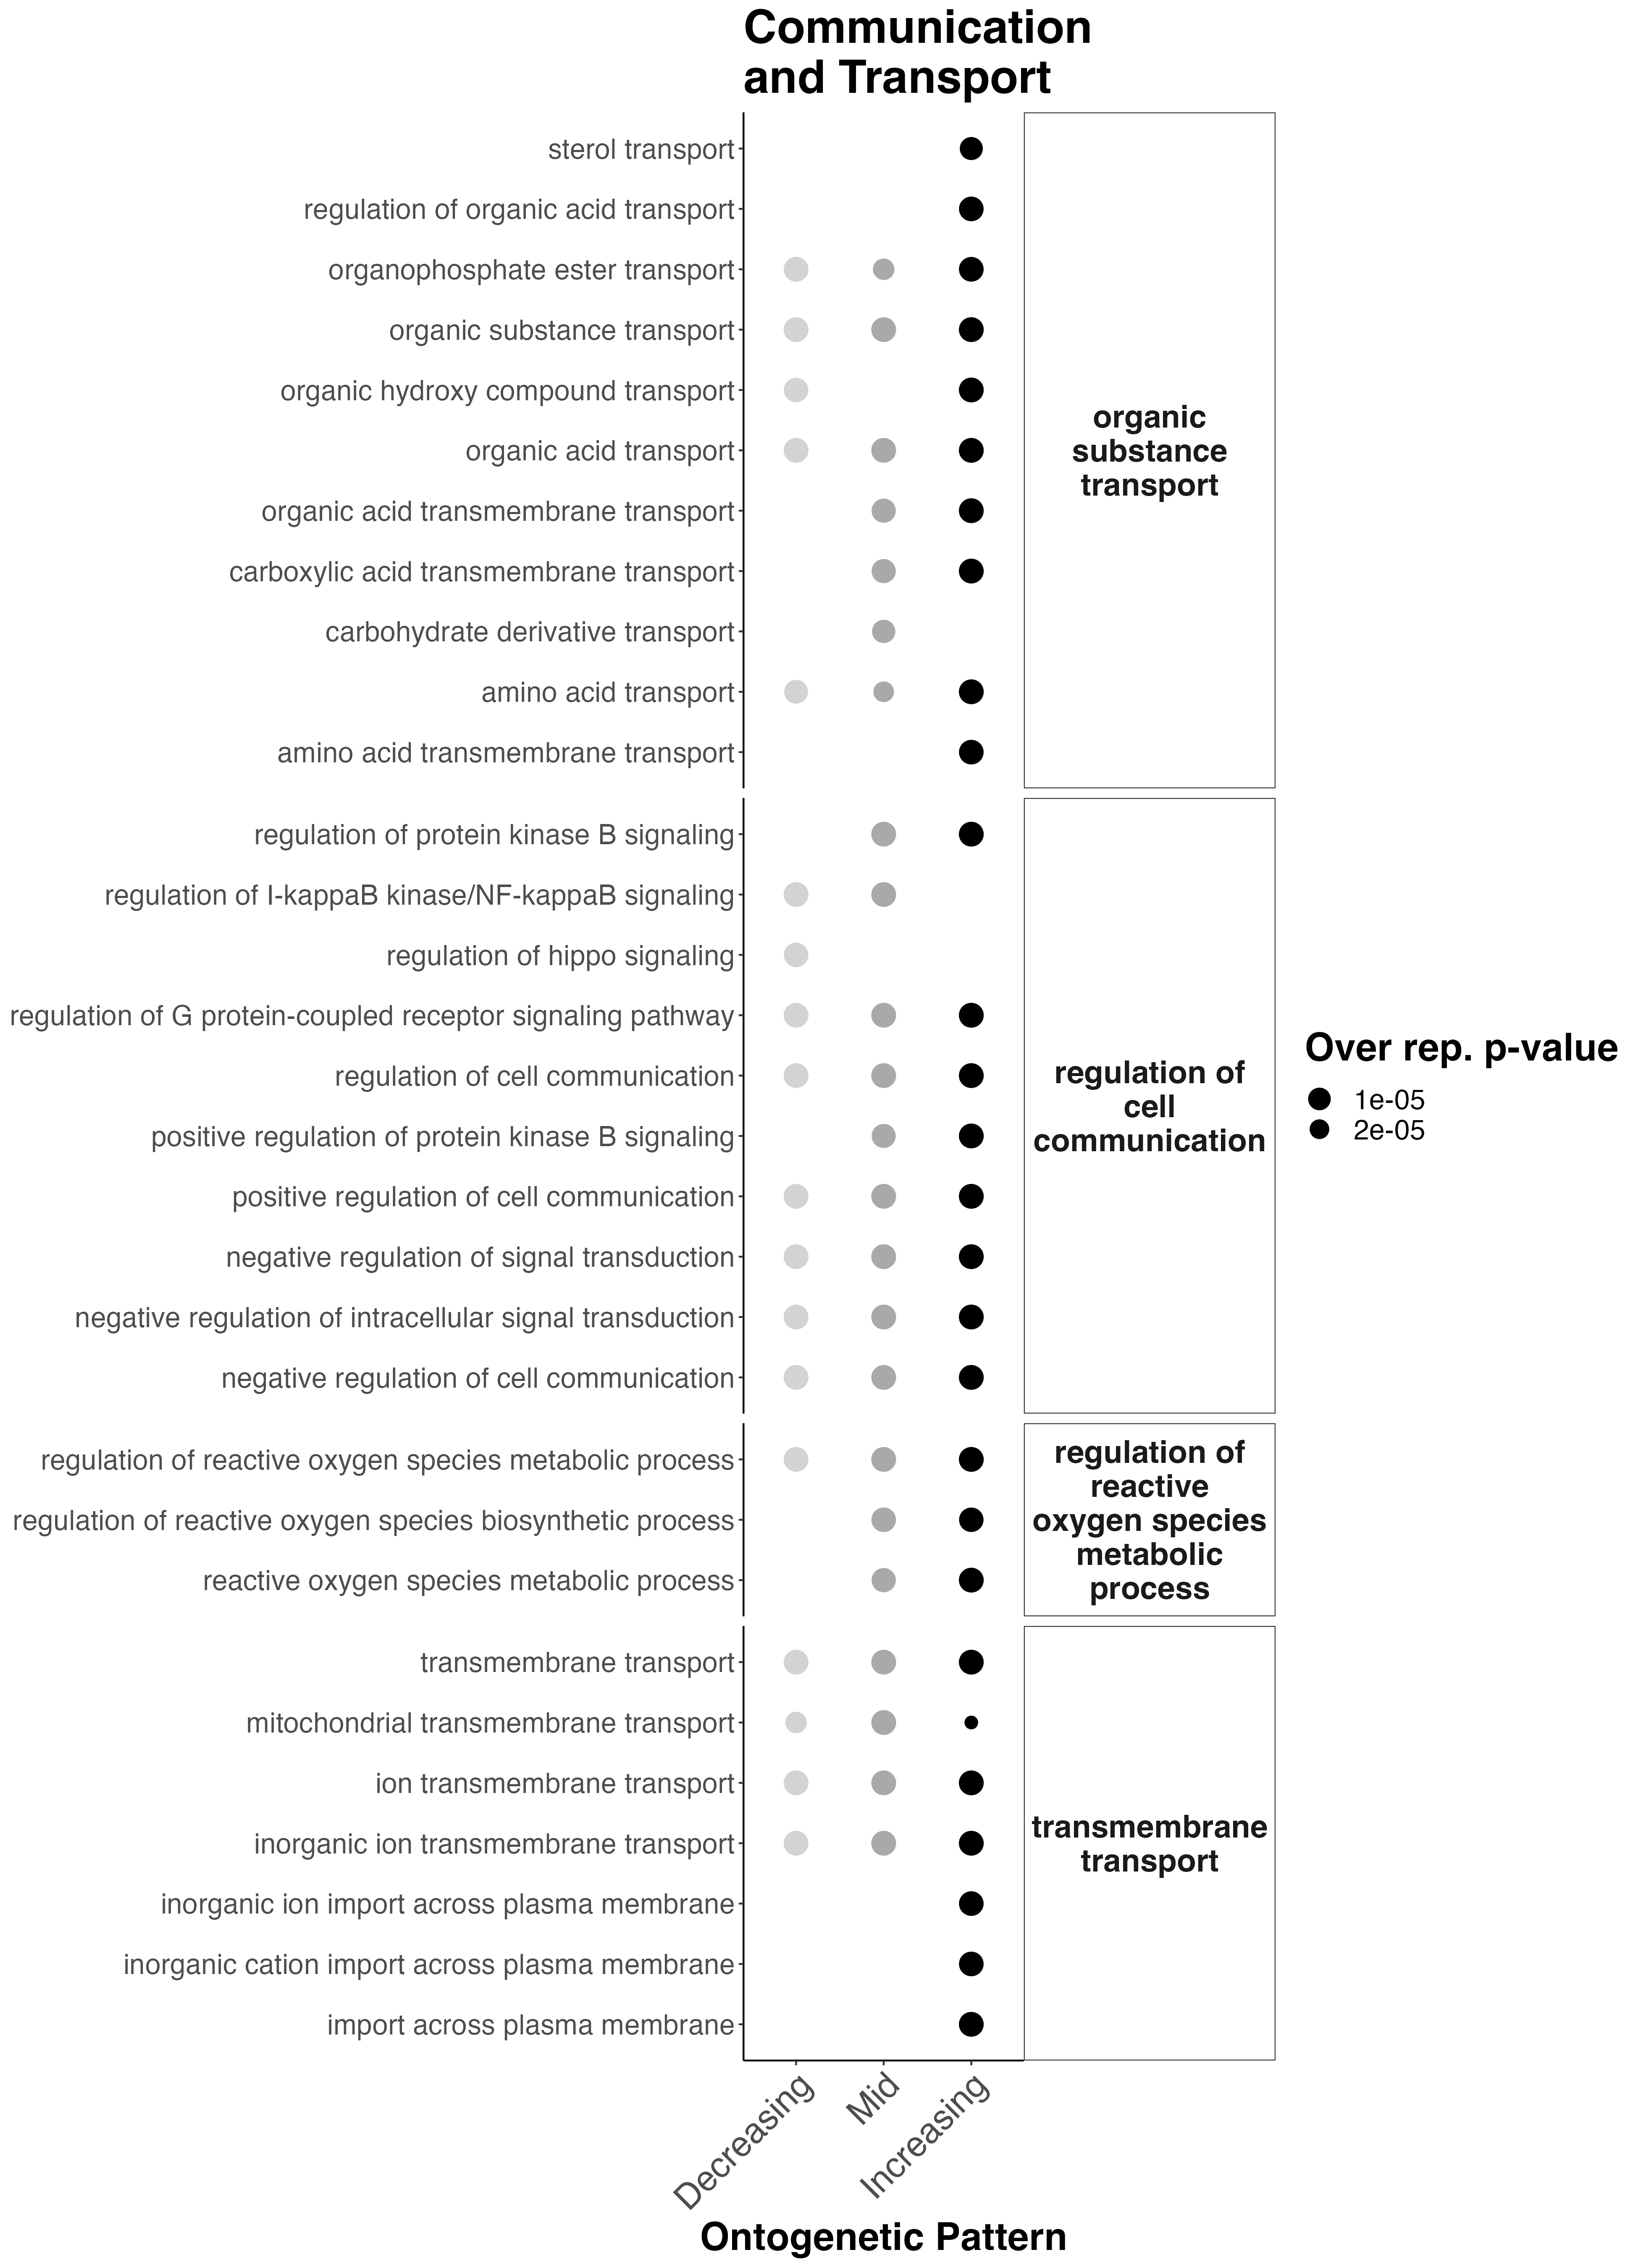 Communication
and Transport
sterol transport
regulation of organic acid transport
organophosphate ester transport
organic substance transport
organic hydroxy compound transport
organic acid transport
organic acid transmembrane transport
carboxylic acid transmembrane transport
carbohydrate derivative transport
amino acid transport
amino acid transmembrane transport
organic
substance
transport
regulation of protein kinase B signaling
regulation of I-kappaB kinase/NF-kappaB signaling
regulation of hippo signaling
regulation of G protein-coupled receptor signaling pathway
regulation of cell communication
positive regulation of protein kinase B signaling
positive regulation of cell communication
negative regulation of signal transduction
negative regulation of intracellular signal transduction
negative regulation of cell communication
regulation of
cell
communication
regulation of reactive oxygen species metabolic process
regulation of reactive oxygen species biosynthetic process
reactive oxygen species metabolic process
regulation of
reactive
oxygen species
metabolic
process
transmembrane transport
mitochondrial transmembrane transport
ion transmembrane transport
inorganic ion transmembrane transport
inorganic ion import across plasma membrane
inorganic cation import across plasma membrane
import across plasma membrane
transmembrane
transport
Decreasing
Mid
Increasing
Ontogenetic Pattern
Over rep. p-value
1e-05
2e-05